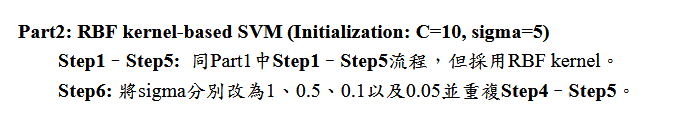 Part2: RBF kernel-based SVM (Initialization: C=10, sigma=5)
Step1–Step5: 同Part1中Step1–Step5流程，但採用RBF kernel。
Step6: 將sigma分別改為1、0.5、0.1以及0.05並重複Step4–Step5。